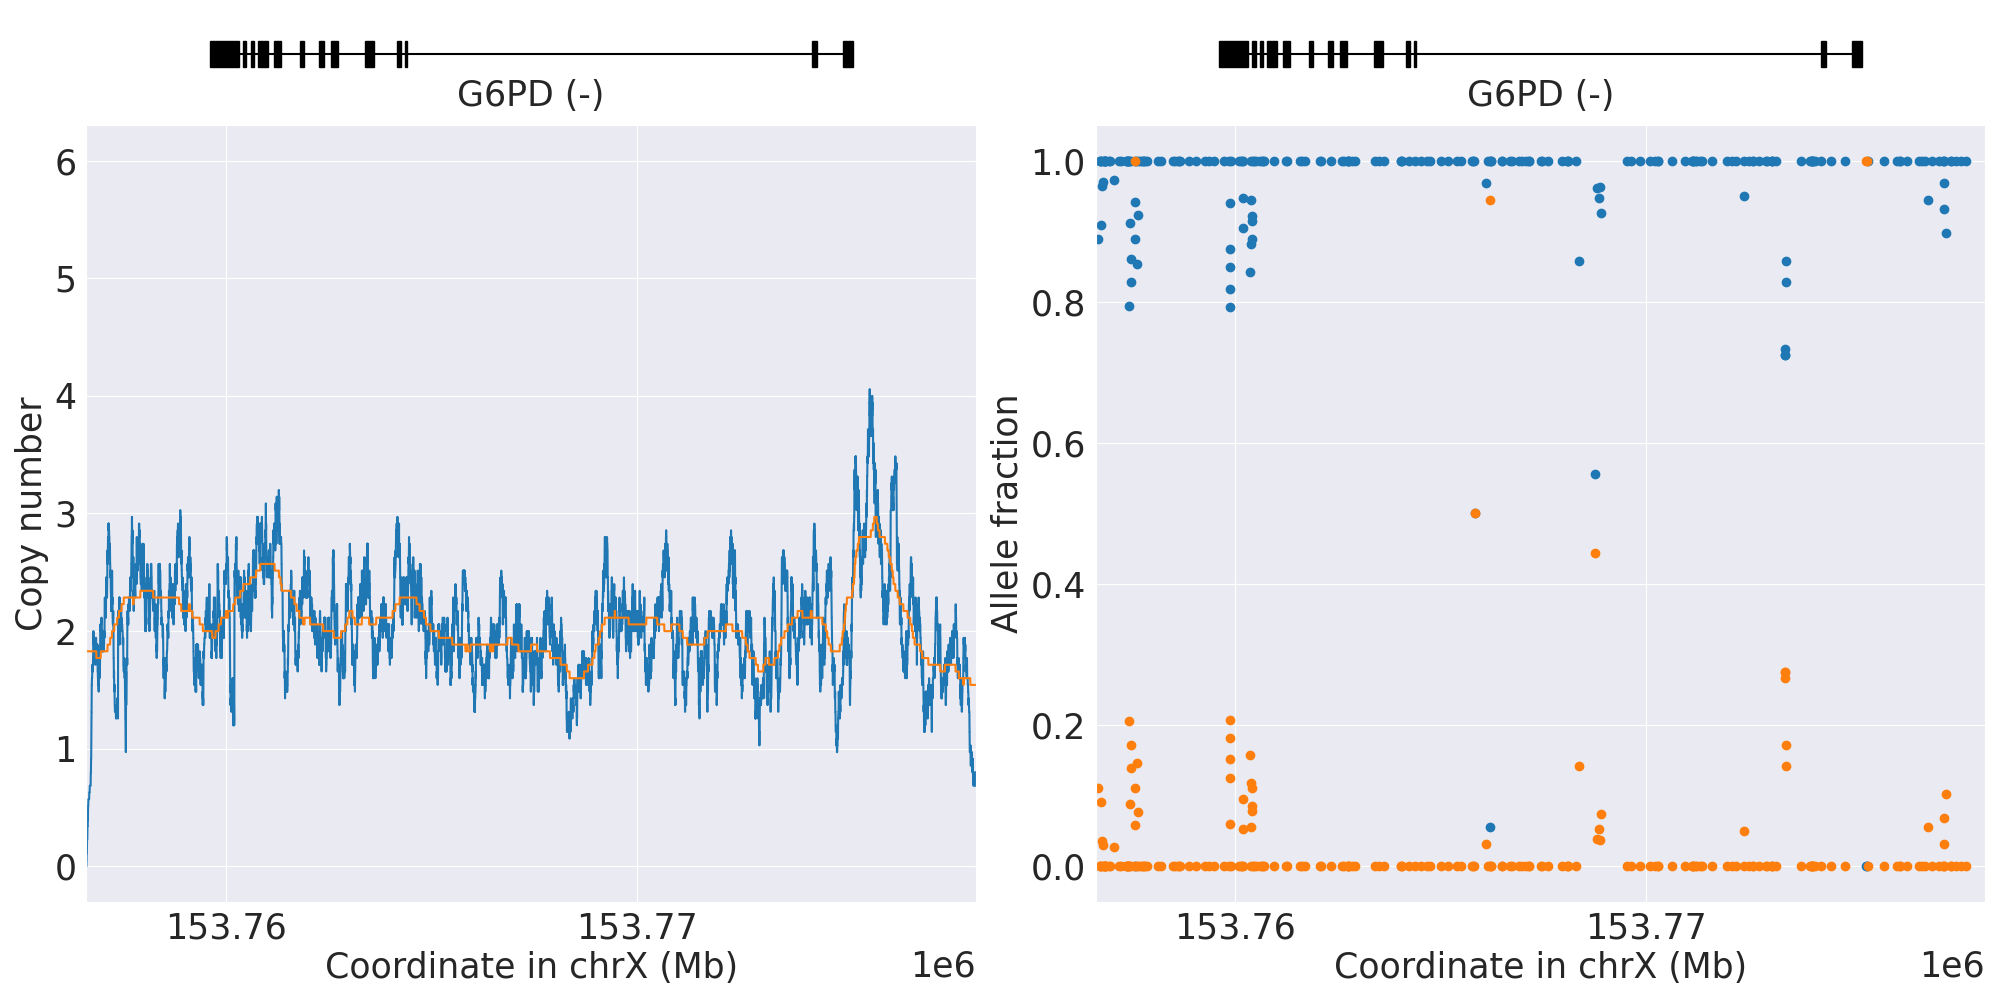 G6PD (-)
6
5
4
3
2
1
0
Copy number
153.76
153.77
Coordinate in chrX (Mb)
1e6
G6PD (-)
1.0
0.8
0.6
0.4
0.2
0.0
Allele fraction
153.76
153.77
Coordinate in chrX (Mb)
1e6